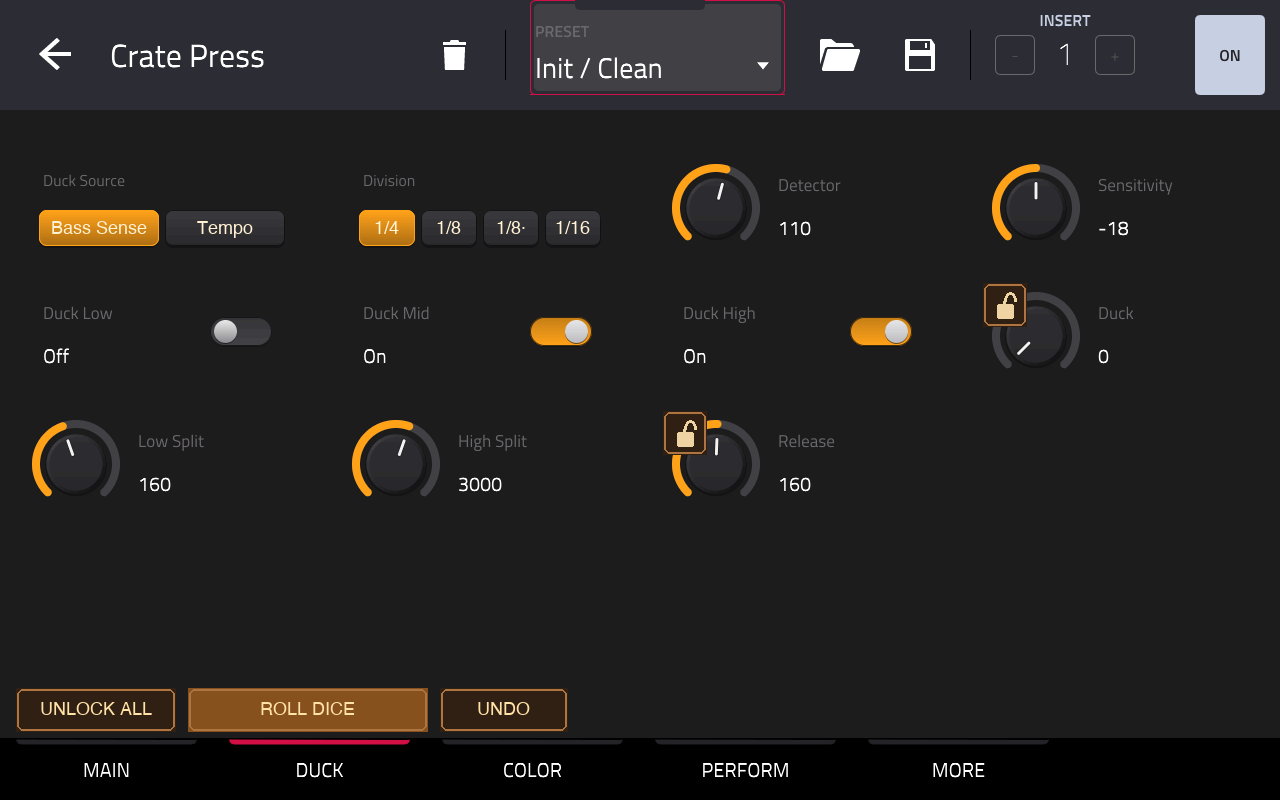 Crate Press
PRESET
Init / Clean
INSERT
- 1 +
ON
Duck Source
Bass Sense Tempo
Division
1/4 1/8 1/8· 1/16
Detector
110
Sensitivity
-18
Duck Low
Off
Duck Mid
On
Duck High
On
Duck
0
Low Split
160
High Split
3000
Release
160
UNLOCK ALL ROLL DICE UNDO
MAIN DUCK COLOR PERFORM MORE